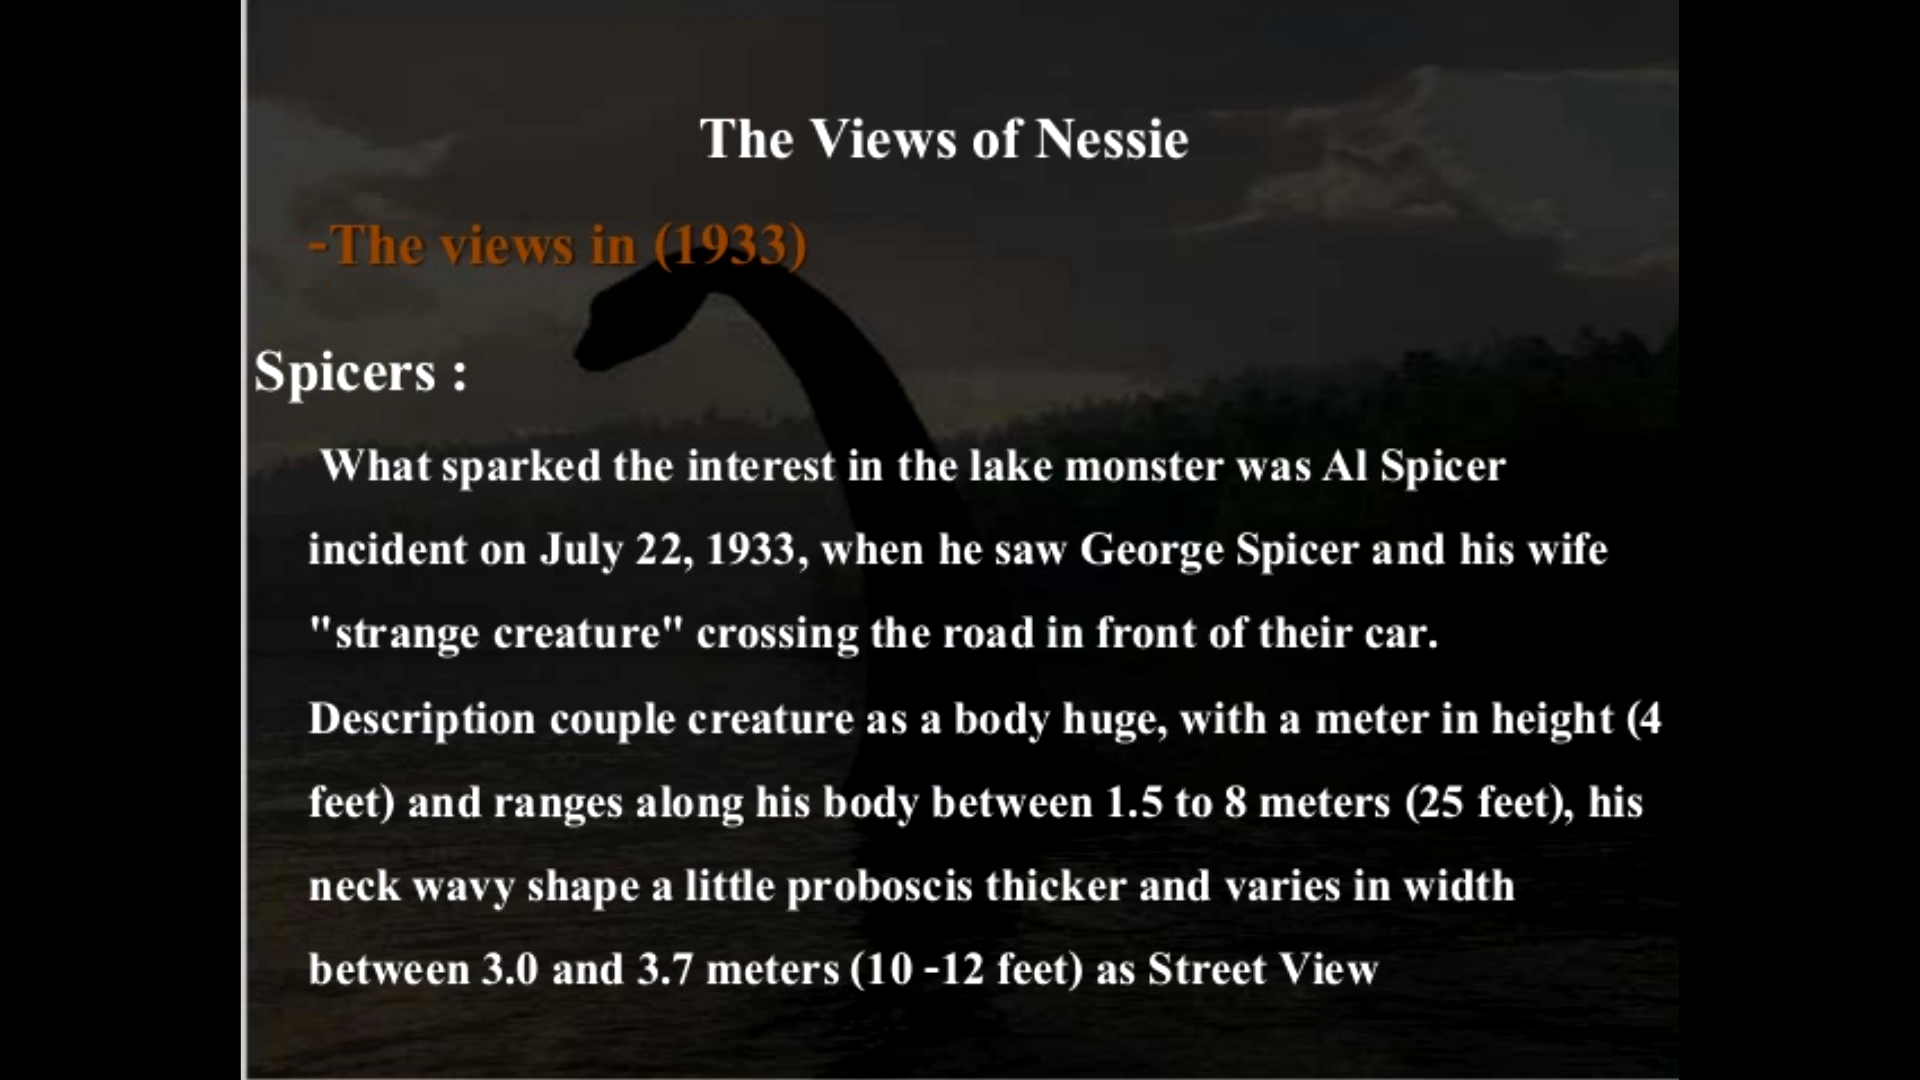 The Views of Nessie
-The views in (1933)
Spicers :
What sparked the interest in the lake monster was Al Spicer
incident on July 22, 1933, when he saw George Spicer and his wife
"strange creature" crossing the road in front of their car.
Description couple creature as a body huge, with a meter in height (4
feet) and ranges along his body between 1.5 to 8 meters (25 feet), his
neck wavy shape a little proboscis thicker and varies in width
between 3.0 and 3.7 meters (10 -12 feet) as Street View